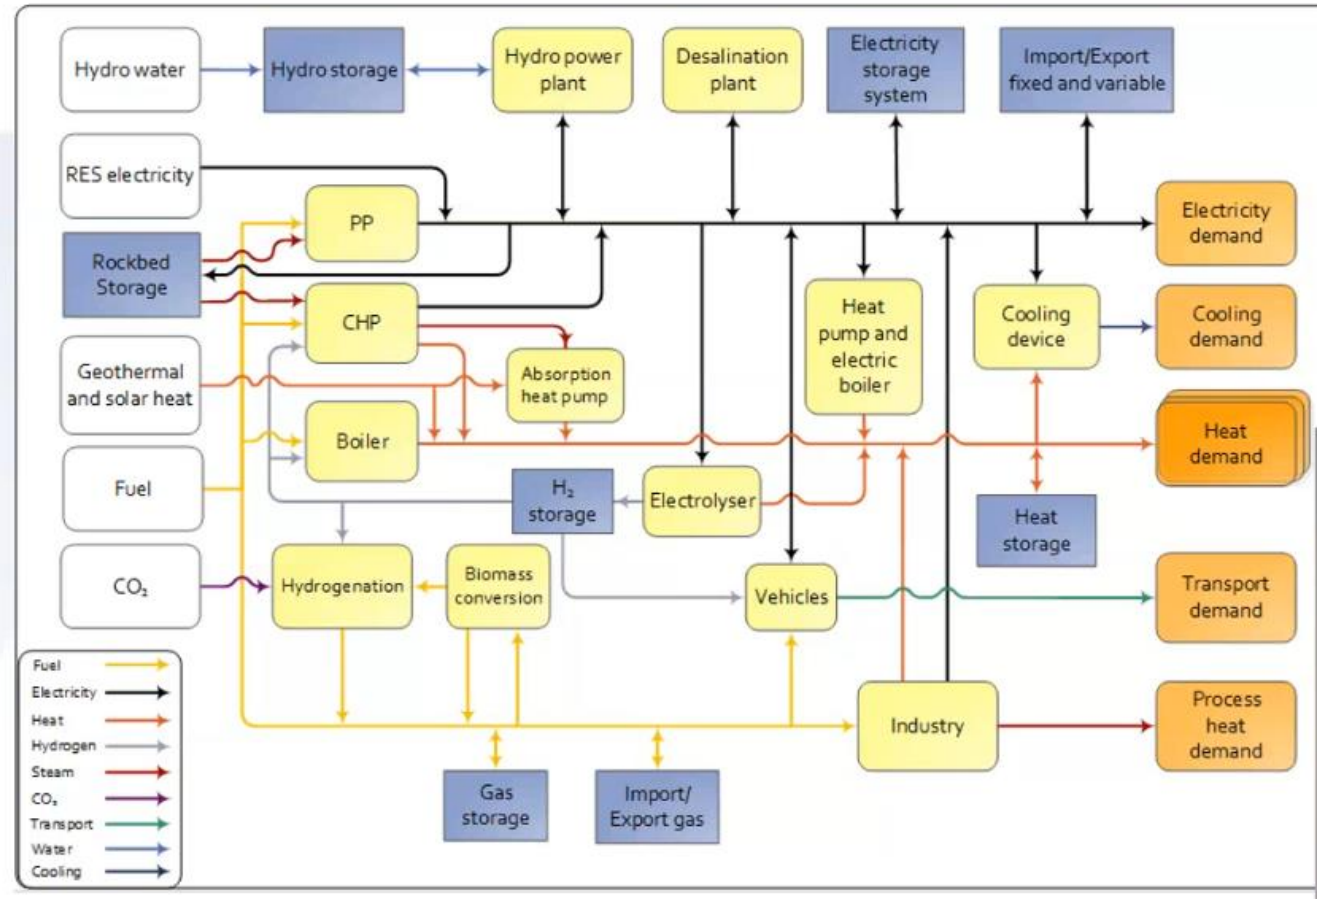 Hydro water
Hydro storage
Hydro power
plant
Desalination
plant
Electricity
storage
system
Import/Export
fixed and variable
RES electricity
PP
Electricity
demand
Rockbed
Storage
CHP
Heat
pump and
electric
boiler
Cooling
device
Cooling
demand
Geothermal
and solar heat
Absorption
heat pump
Boiler
Heat
demand
Fuel
H₂
storage
Electrolyser
Heat
storage
CO₂
Hydrogenation
Biomass
conversion
Vehicles
Transport
demand
Industry
Process
heat
demand
Gas
storage
Import/
Export gas
Fuel
Electricity
Heat
Hydrogen
Steam
CO₂
Transport
Water
Cooling